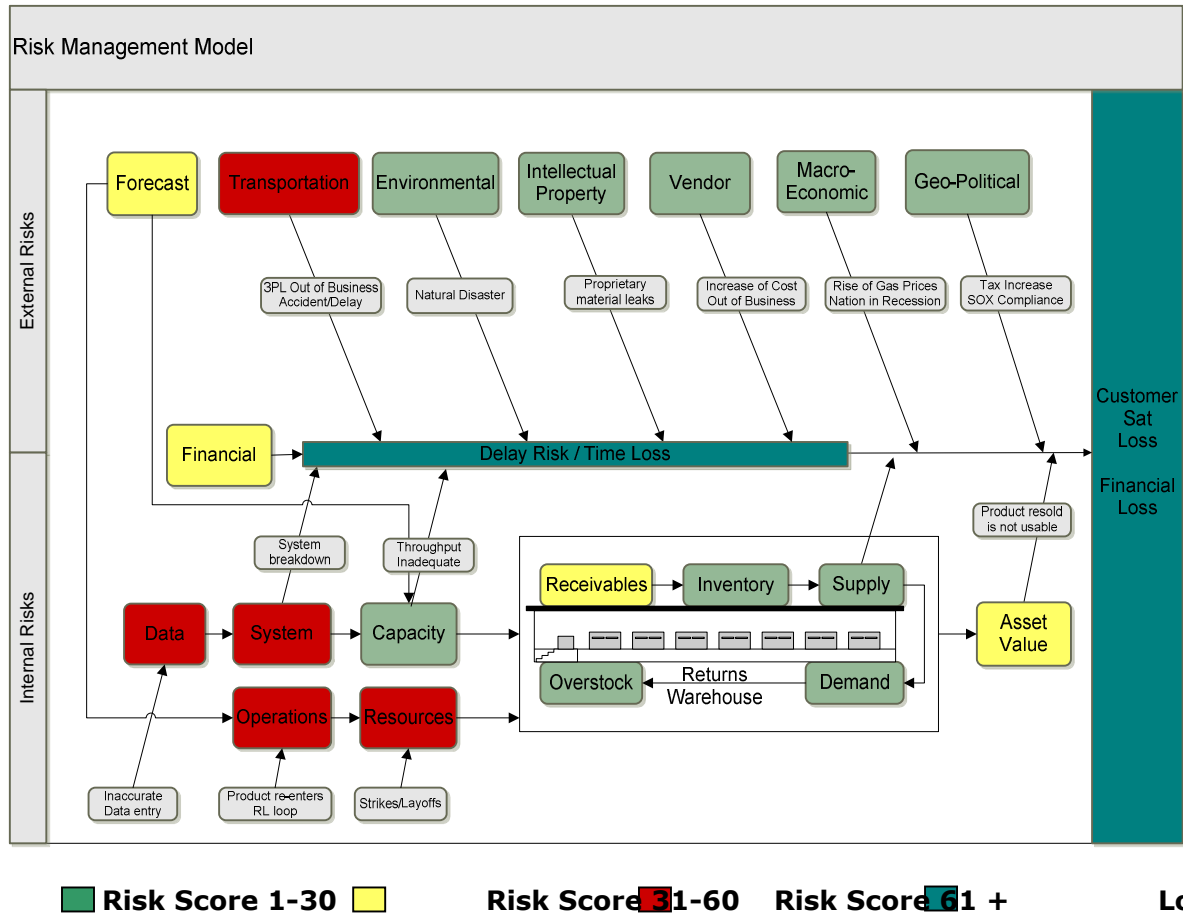 Risk Management Model
External Risks
Forecast
Transportation
Environmental
Intellectual
Property
Vendor
Macro-
Economic
Geo-Political
3PL Out of Business
Accident/Delay
Natural Disaster
Proprietary
material leaks
Increase of Cost
Out of Business
Rise of Gas Prices
Nation in Recession
Tax Increase
SOX Compliance
Financial
Delay Risk / Time Loss
Customer
Sat
Loss
Financial
Loss
Internal Risks
System
breakdown
Throughput
Inadequate
Product resold
is not usable
Receivables
Inventory
Supply
Data
System
Capacity
Asset
Value
Overstock
Returns
Warehouse
Demand
Operations
Resources
Inaccurate
Data entry
Product re-enters
RL loop
Strikes/Layoffs
Risk Score 1-30 Risk Score 31-60 Risk Score 61 +